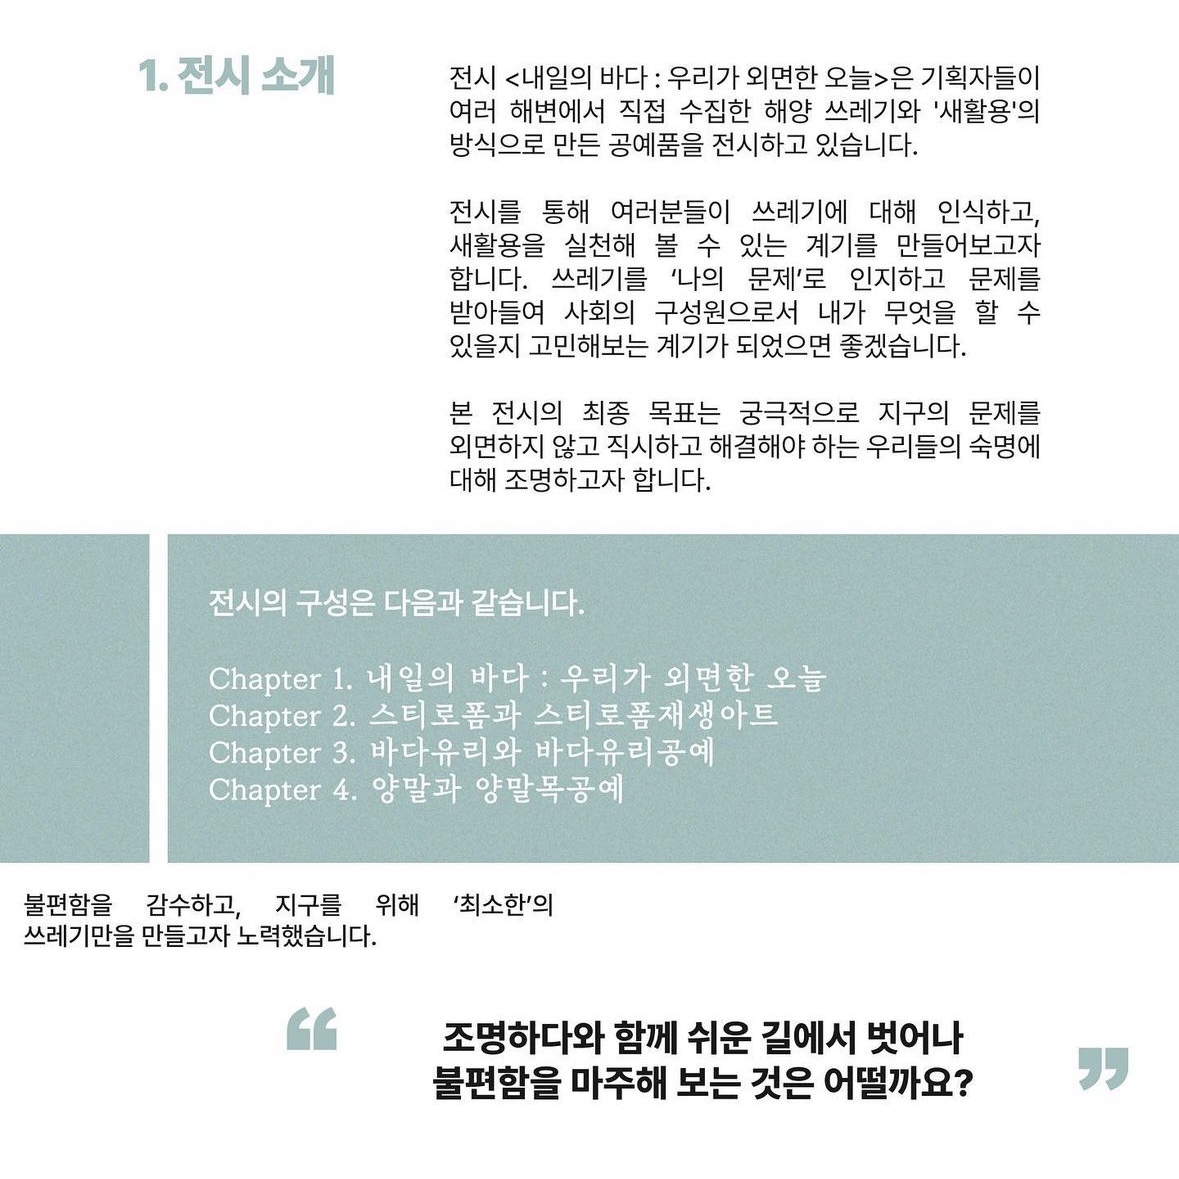 1. 전시 소개
전시 <내일의 바다 : 우리가 외면한 오늘>은 기획자들이
여러 해변에서 직접 수집한 해양 쓰레기와 '새활용'의
방식으로 만든 공예품을 전시하고 있습니다.
전시를 통해 여러분들이 쓰레기에 대해 인식하고,
새활용을 실천해 볼 수 있는 계기를 만들어보고자
합니다. 쓰레기를 ‘나의 문제’로 인지하고 문제를
받아들여 사회의 구성원으로서 내가 무엇을 할 수
있을지 고민해보는 계기가 되었으면 좋겠습니다.
본 전시의 최종 목표는 궁극적으로 지구의 문제를
외면하지 않고 직시하고 해결해야 하는 우리들의 숙명에
대해 조명하고자 합니다.
전시의 구성은 다음과 같습니다.
Chapter 1. 내일의 바다 : 우리가 외면한 오늘
Chapter 2. 스티로폼과 스티로폼재생아트
Chapter 3. 바다유리와 바다유리공예
Chapter 4. 양말과 양말목공예
불편함을 감수하고, 지구를 위해 ‘최소한’의
쓰레기만을 만들고자 노력했습니다.
“조명하다와 함께 쉬운 길에서 벗어나
불편함을 마주해 보는 것은 어떨까요?”